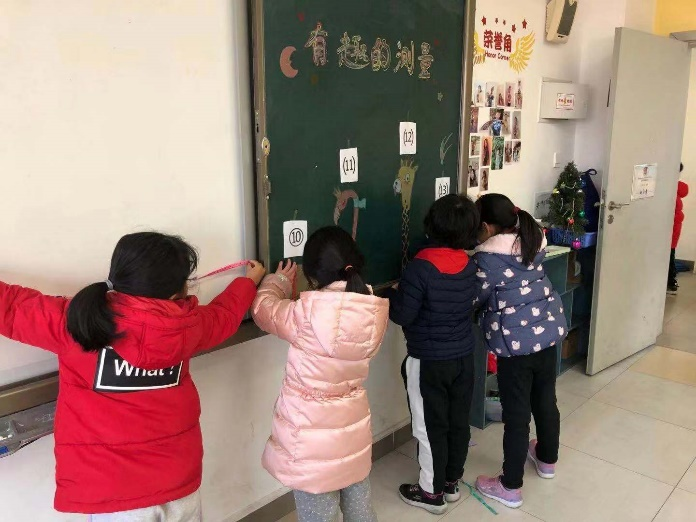 有趣的测量
荣誉角
Honor Corner
(12)
(11)
(13)
⑩
What?